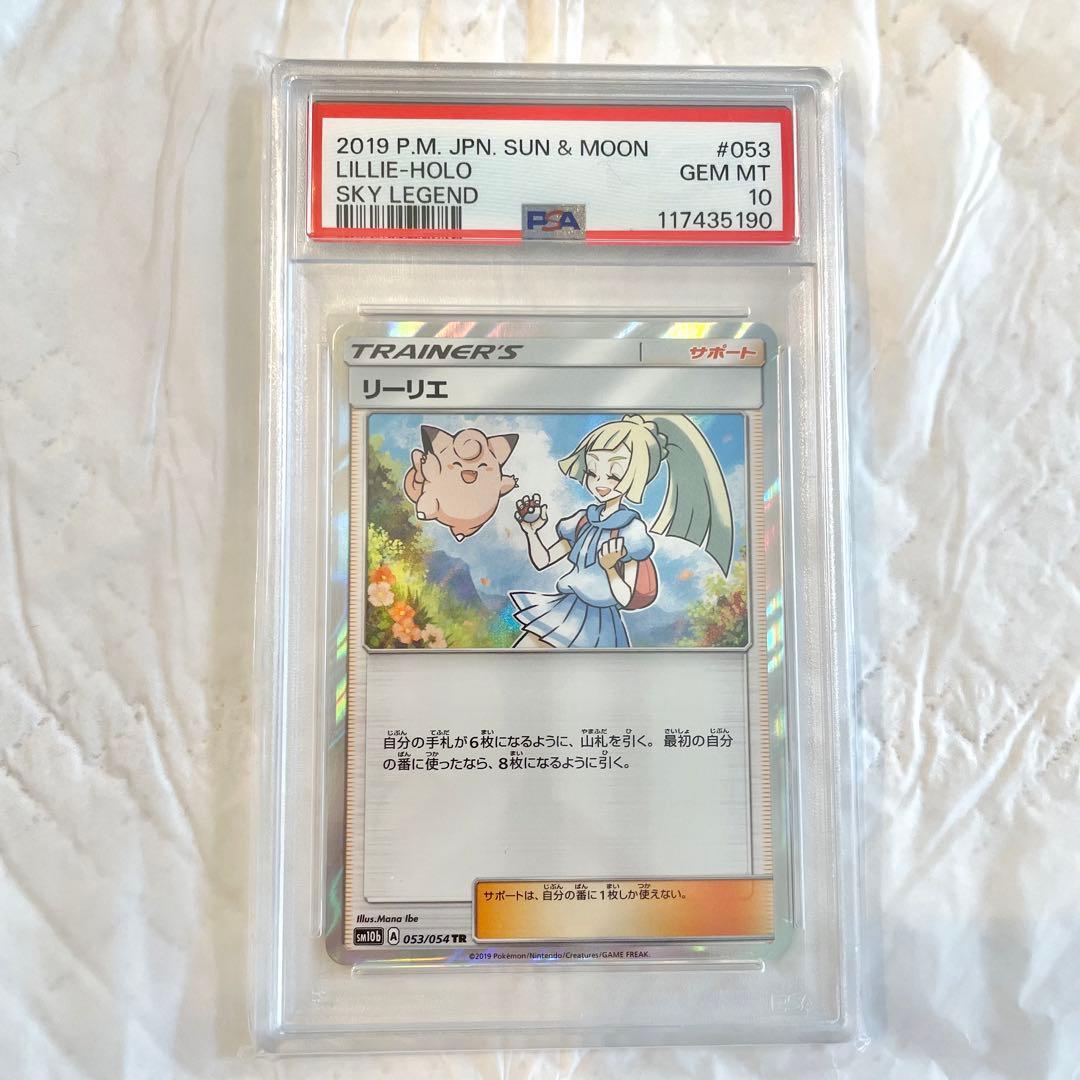 2019 P.M. JPN. SUN & MOON #053
LILLIE-HOLO GEM MT
SKY LEGEND 10
PSA 117435190
TRAINER'S サポート
リーリエ
自分の手札が6枚になるように、山札を引く。最初の自分
の番に使ったなら、8枚になるように引く。
サポートは、自分の番に1枚しか使えない。
Illus.Mana Ibe
SM10b A 053/054 TR
©2019 Pokémon/Nintendo/Creatures/GAME FREAK.
PSA